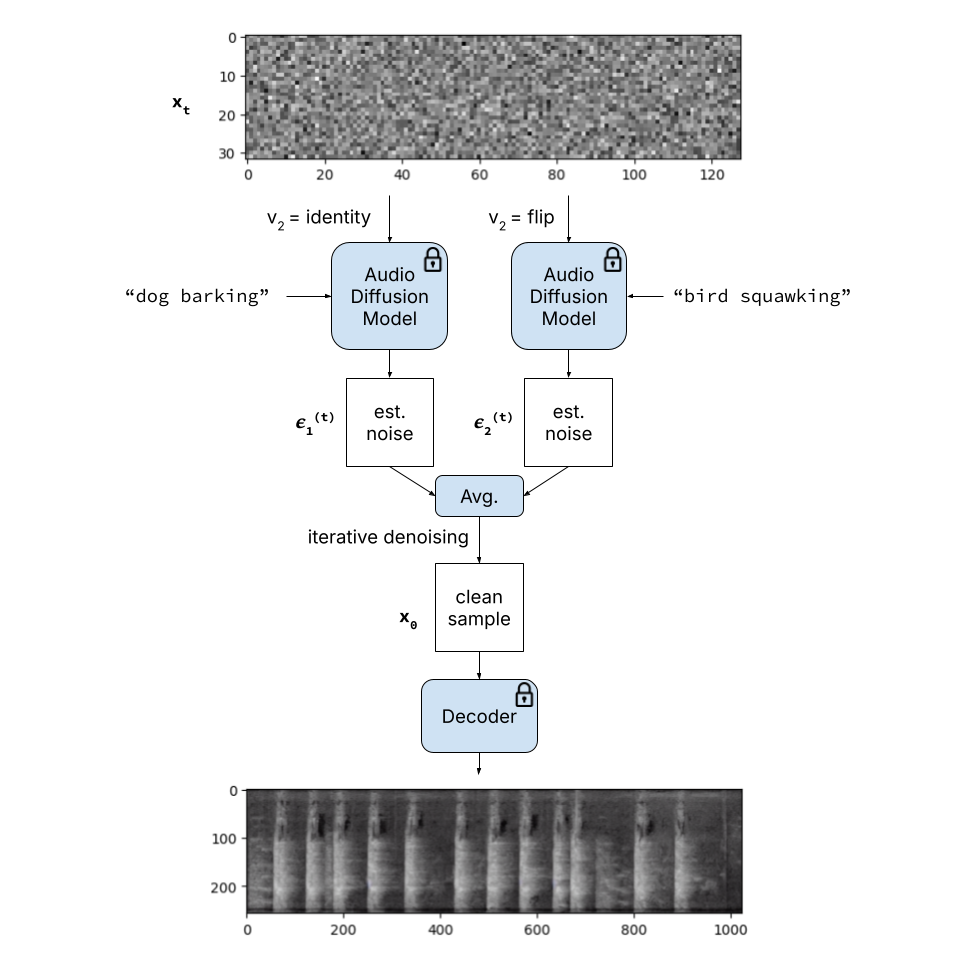 0
10
20
30
x_t
0 20 40 60 80 100 120
v_2 = identity
v_2 = flip
Audio
Diffusion
Model
Audio
Diffusion
Model
“dog barking”
“bird squawking”
ϵ_1^(t)
est.
noise
ϵ_2^(t)
est.
noise
Avg.
iterative denoising
x_0
clean
sample
Decoder
0
100
200
0 200 400 600 800 1000